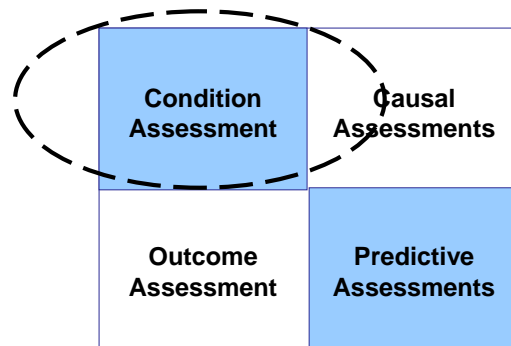 Condition
Assessment
Causal
Assessments
Outcome
Assessment
Predictive
Assessments